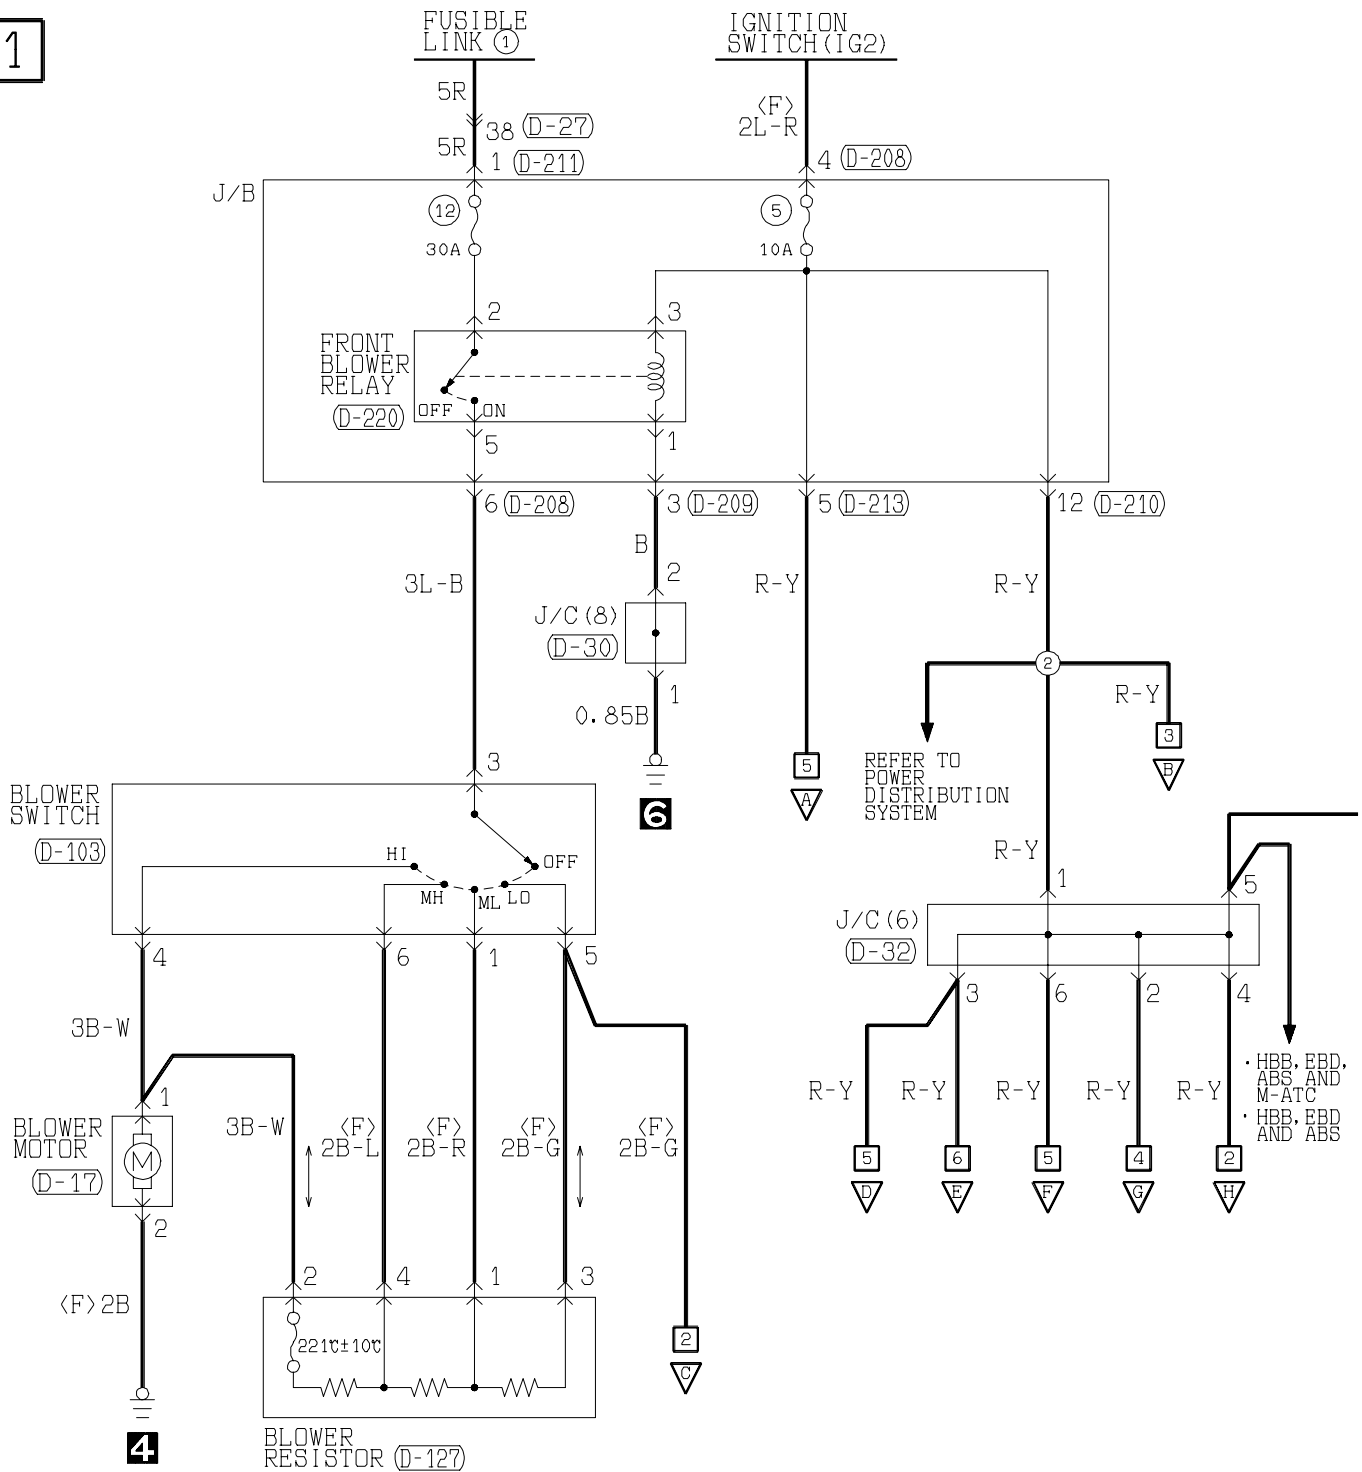 1
FUSIBLE
LINK ①
IGNITION
SWITCH(IG2)
5R
38 (D-27)
5R
1 (D-211)
<F>
2L-R
4 (D-208)
J/B
12
30A
5
10A
2
3
FRONT
BLOWER
RELAY
(D-220)
OFF
ON
5
1
6 (D-208)
3 (D-209)
5 (D-213)
12 (D-210)
B
2
3L-B
R-Y
R-Y
J/C(8)
(D-30)
1
0.85B
6
2
R-Y
3
B
5
A
REFER TO
POWER
DISTRIBUTION
SYSTEM
3
BLOWER
SWITCH
(D-103)
HI
OFF
MH
ML
LO
R-Y
1
5
J/C(6)
(D-32)
4
6
1
5
3
6
2
4
3B-W
1
BLOWER
MOTOR
(D-17)
M
2
3B-W
<F>
2B-L
<F>
2B-R
<F>
2B-G
<F>
2B-G
R-Y
R-Y
R-Y
R-Y
R-Y
・HBB, EBD,
ABS AND
M-ATC
・HBB, EBD
AND ABS
5
6
5
4
2
D
E
F
G
H
<F>2B
2
4
1
3
221℃±10℃
2
C
4
BLOWER
RESISTOR (D-127)